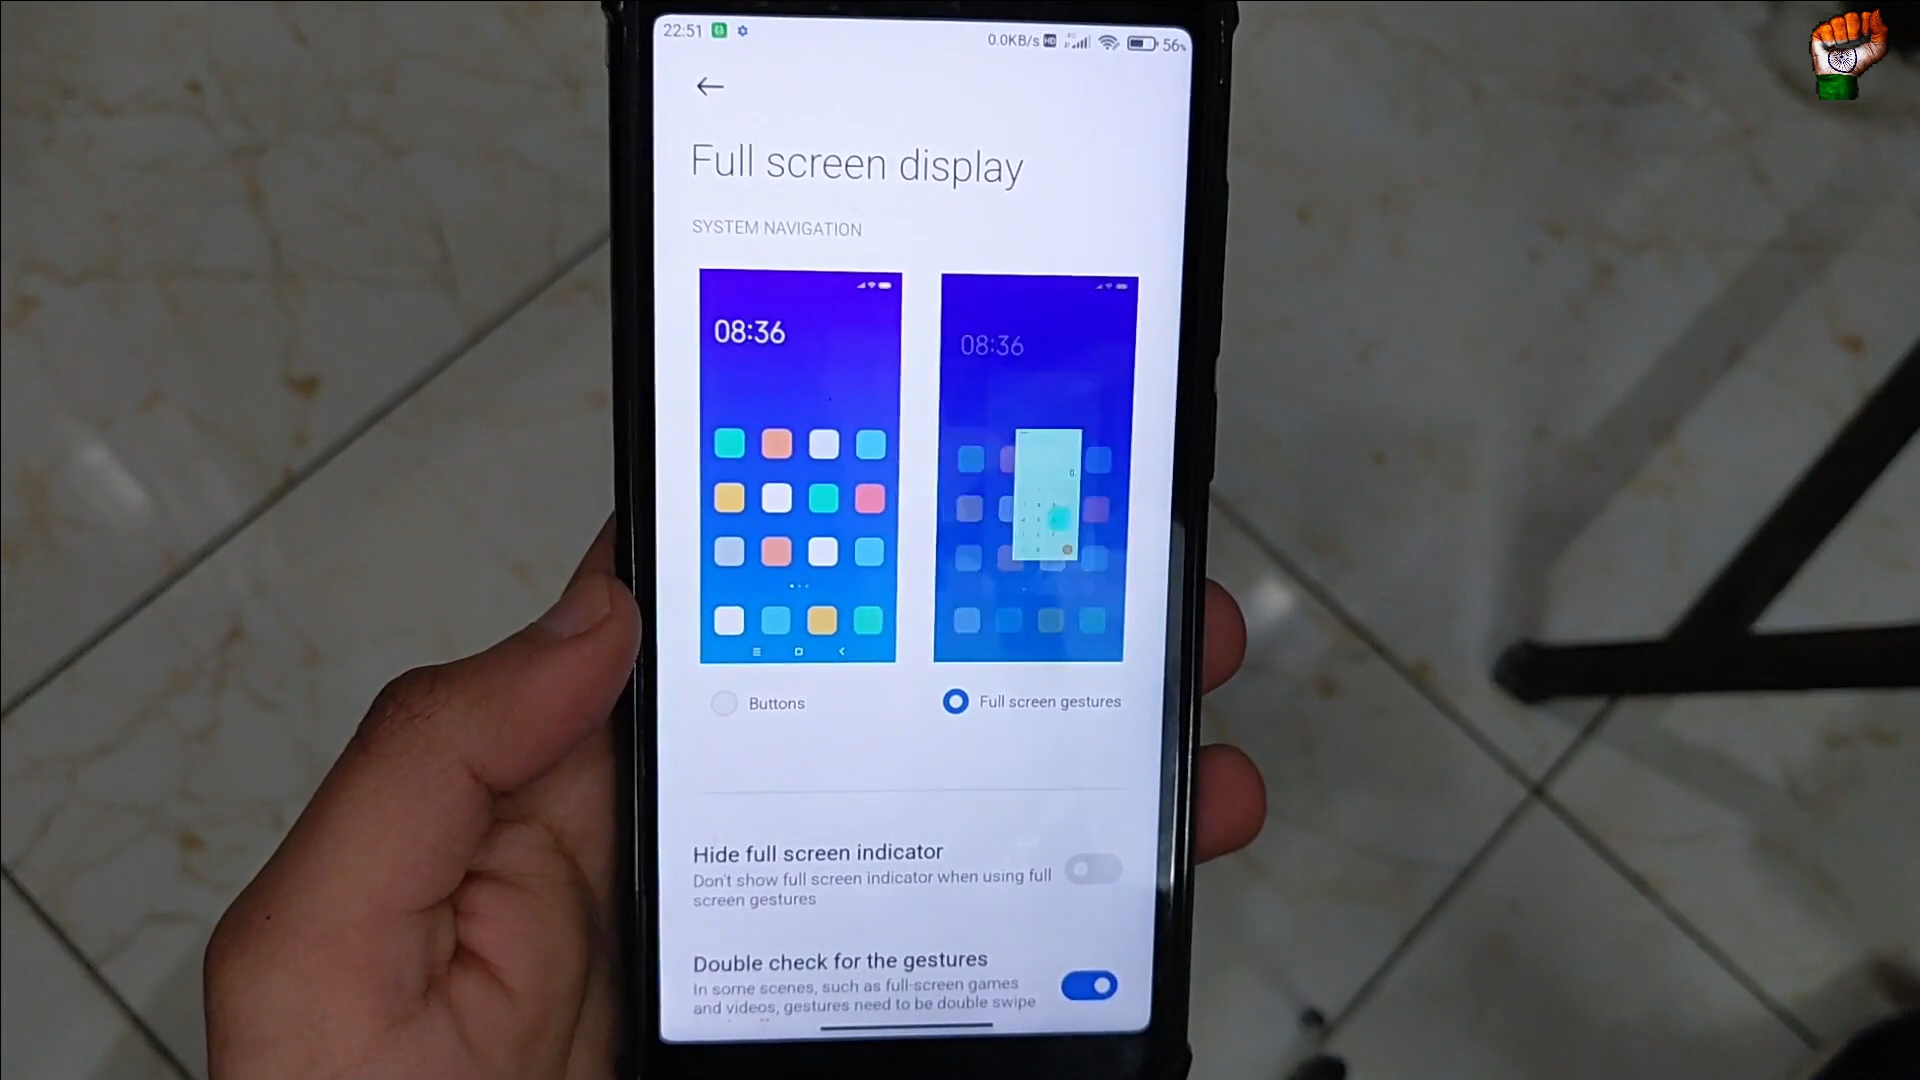 22:51
0.0KB/s HD 56%
Full screen display
SYSTEM NAVIGATION
08:36
08:36
Buttons
Full screen gestures
Hide full screen indicator
Don't show full screen indicator when using full
screen gestures
Double check for the gestures
In some scenes, such as full-screen games
and videos, gestures need to be double swipe